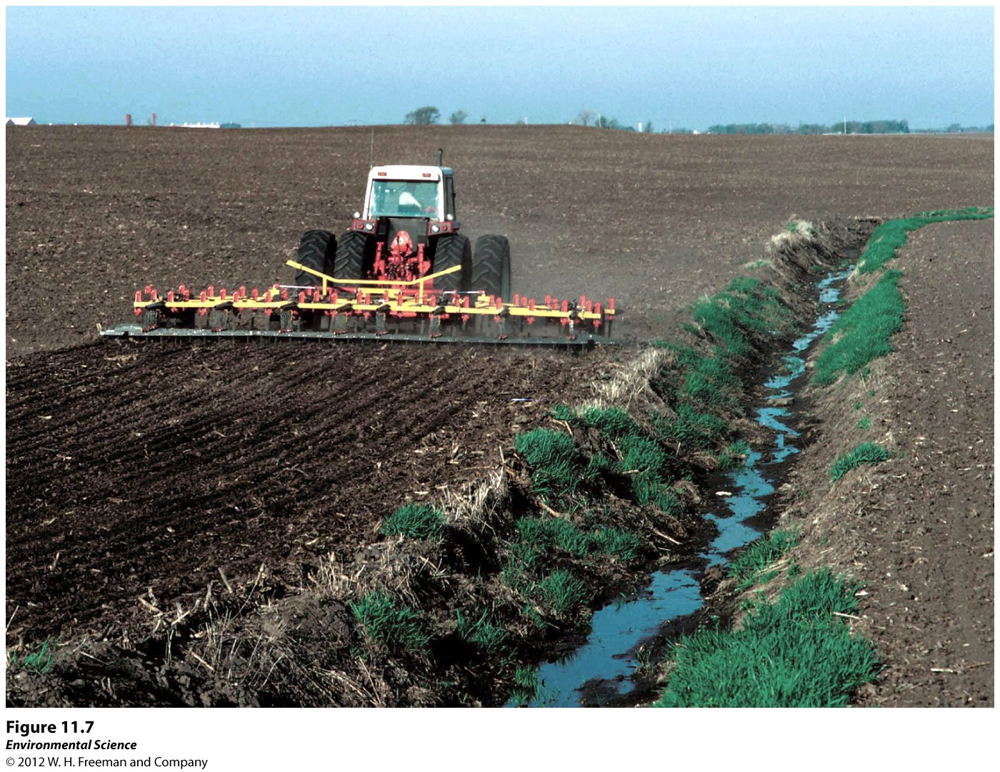 Figure 11.7
Environmental Science
© 2012 W. H. Freeman and Company